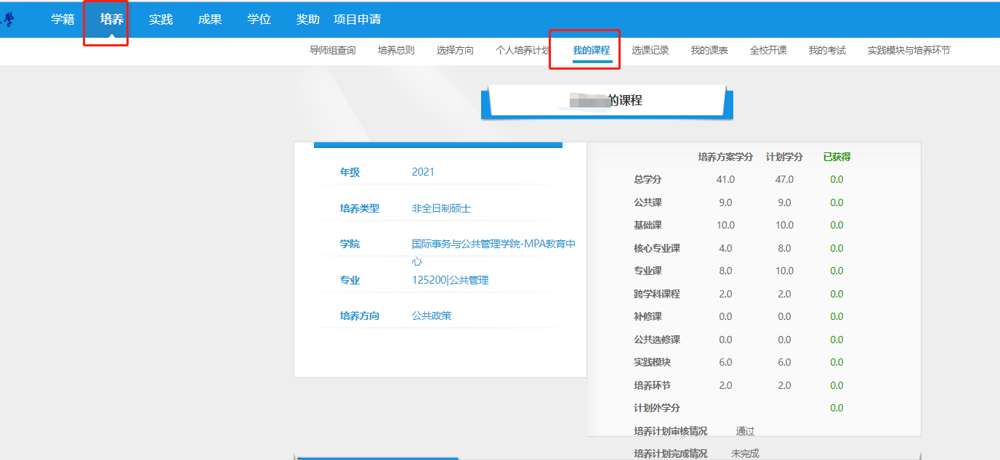 学籍 培养 实践 成果 学位 奖助 项目申请
导师组查询 培养总则 选择方向 个人培养计划 我的课程 选课记录 我的课表 全校开课 我的考试 实践模块与培养环节
的课程
年级 2021
培养类型 非全日制硕士
学院 国际事务与公共管理学院-MPA教育中
心
专业 125200|公共管理
培养方向 公共政策
培养方案学分 计划学分 已获得
总学分 41.0 47.0 0.0
公共课 9.0 9.0 0.0
基础课 10.0 10.0 0.0
核心专业课 4.0 8.0 0.0
专业课 8.0 10.0 0.0
跨学科课程 2.0 2.0 0.0
补修课 0.0 0.0 0.0
公共选修课 0.0 0.0 0.0
实践模块 6.0 6.0 0.0
培养环节 2.0 2.0 0.0
计划外学分 0.0
培养计划审核情况 通过
培养计划完成情况 未完成